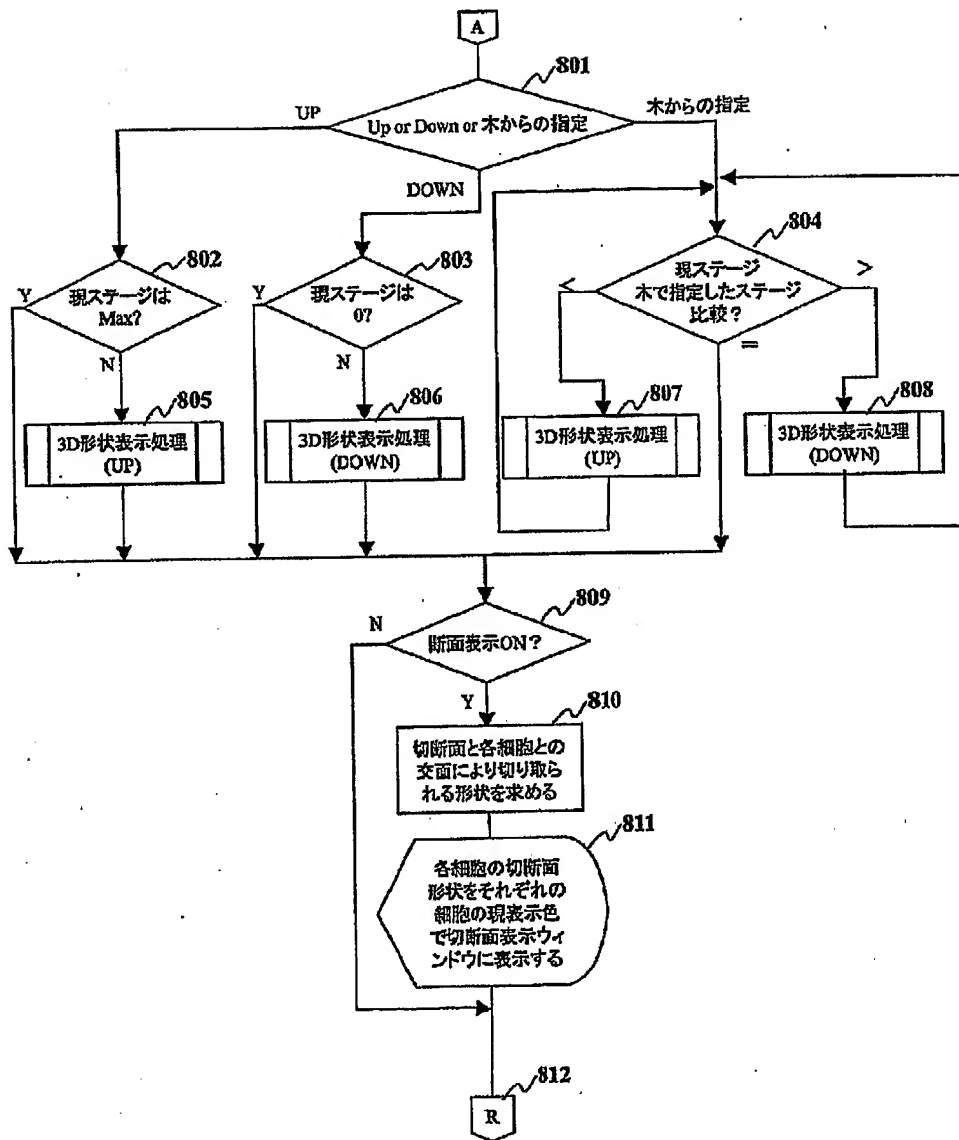 A
801
UP
Up or Down or 木からの指定
木からの指定
DOWN
802
Y
現ステージは
Max?
N
803
Y
現ステージは
0?
N
804
<
現ステージ
木で指定したステージ
比較?
>
=
805
3D形状表示処理
(UP)
806
3D形状表示処理
(DOWN)
807
3D形状表示処理
(UP)
808
3D形状表示処理
(DOWN)
809
N
断面表示ON?
Y
810
切断面と各細胞との
交面により切り取ら
れる形状を求める
811
各細胞の切断面
形状をそれぞれの
細胞の現表示色
で切断面表示ウィ
ンドウに表示する
812
R